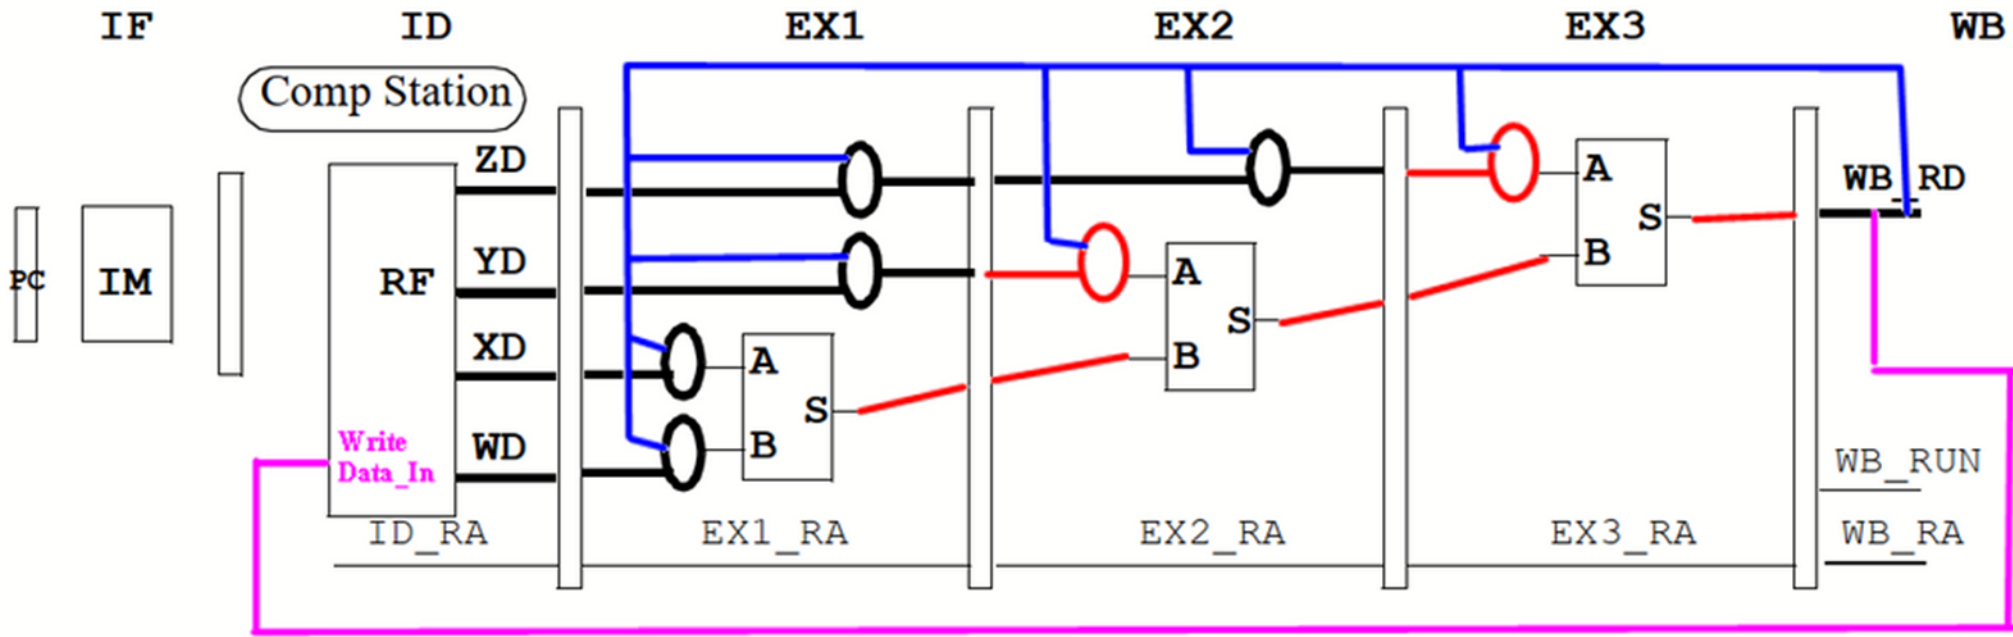 IF ID EX1 EX2 EX3 WB
Comp Station
ZD
YD
XD
WD
PC
IM
RF
Write
Data_In
ID_RA
A
B
S
EX1_RA
A
B
S
EX2_RA
A
B
S
EX3_RA
WB_RD
WB_RUN
WB_RA